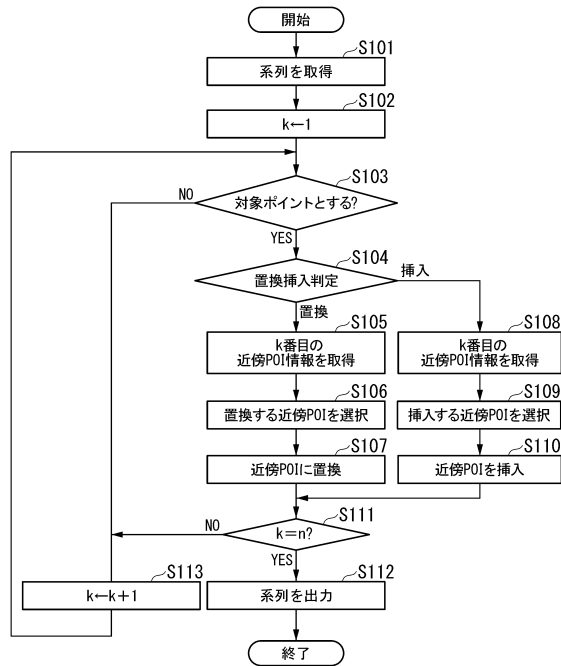 開始
S101
系列を取得
S102
k←1
S103
対象ポイントとする?
NO
YES
S104
置換挿入判定
挿入
置換
S105
k番目の
近傍POI情報を取得
S108
k番目の
近傍POI情報を取得
S106
置換する近傍POIを選択
S109
挿入する近傍POIを選択
S107
近傍POIに置換
S110
近傍POIを挿入
S111
k=n?
NO
YES
S113
k←k+1
S112
系列を出力
終了